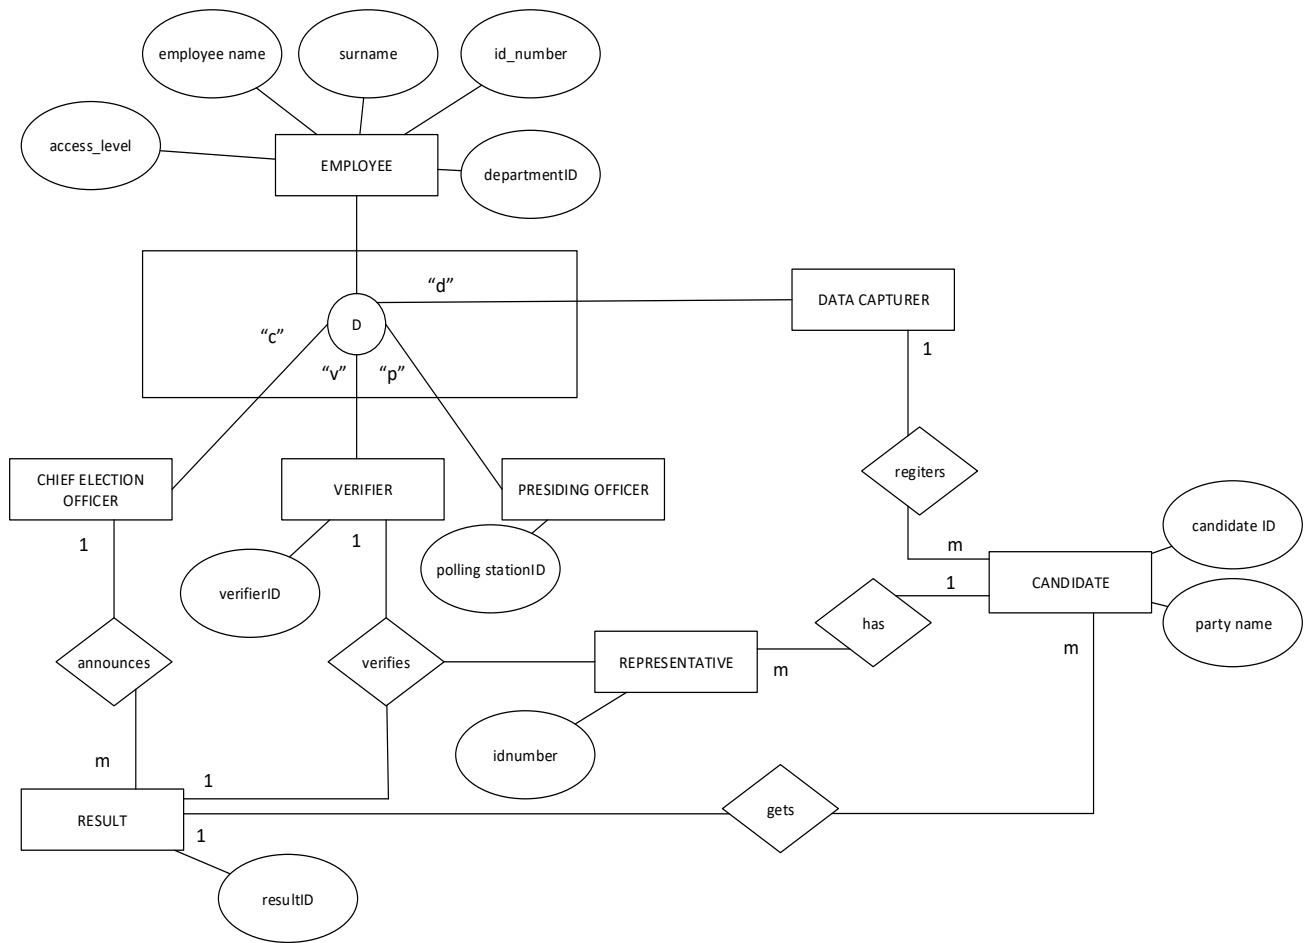 employee name
surname
id_number
access_level
EMPLOYEE
departmentID
“d”
DATA CAPTURER
D
“c”
“v”
“p”
1
CHIEF ELECTION
OFFICER
VERIFIER
PRESIDING OFFICER
regiters
candidate ID
1
1
m
polling stationID
verifierID
1
CANDIDATE
has
party name
announces
verifies
REPRESENTATIVE
m
m
idnumber
m
1
RESULT
gets
1
resultID